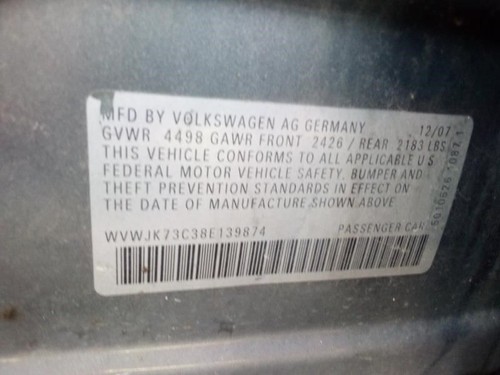 MFD BY VOLKSWAGEN AG GERMANY 12/07
GVWR 4498 GAWR FRONT 2426 / REAR 2183 LBS
THIS VEHICLE CONFORMS TO ALL APPLICABLE U S
FEDERAL MOTOR VEHICLE SAFETY, BUMPER AND
THEFT PREVENTION STANDARDS IN EFFECT ON
THE DATE OF MANUFACTURE SHOWN ABOVE
WVWJK73C38E139874 PASSENGER CAR